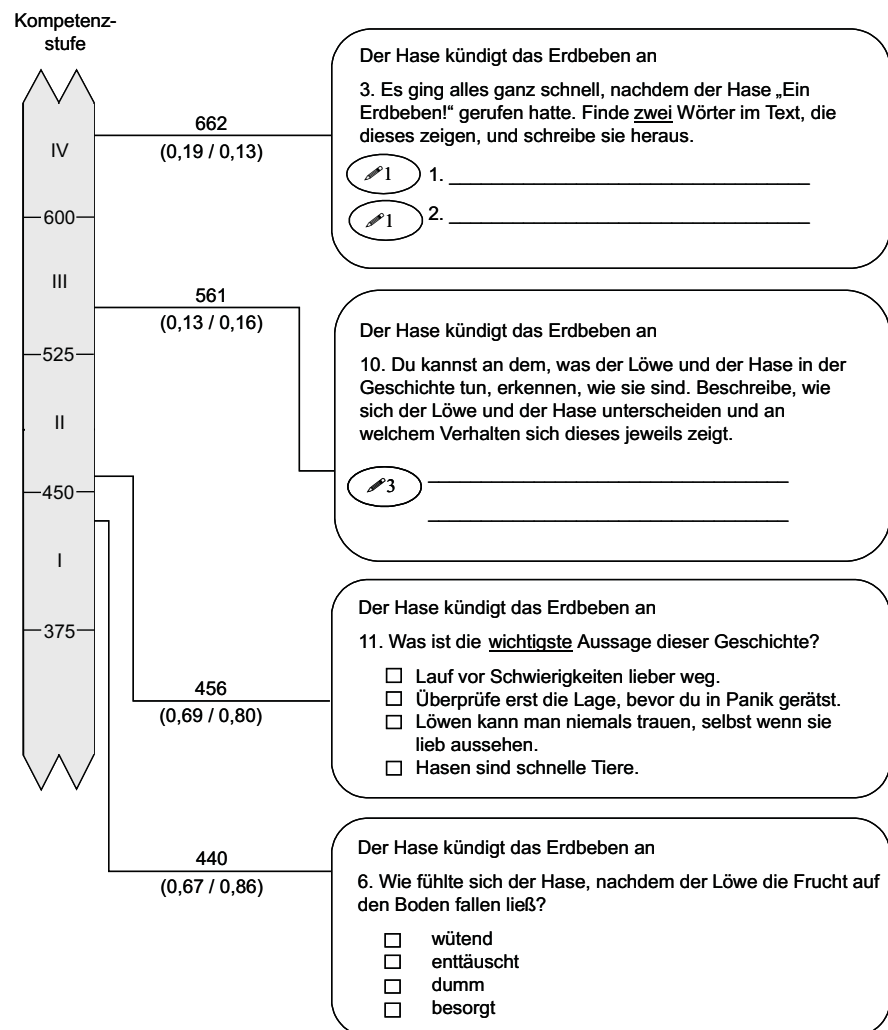 Kompetenz-
stufe
IV
600
III
525
II
450
I
375
662
(0,19 / 0,13)
Der Hase kündigt das Erdbeben an
3. Es ging alles ganz schnell, nachdem der Hase „Ein
Erdbeben!“ gerufen hatte. Finde zwei Wörter im Text, die
dieses zeigen, und schreibe sie heraus.
1 1. ____________________________________
1 2. ____________________________________
561
(0,13 / 0,16)
Der Hase kündigt das Erdbeben an
10. Du kannst an dem, was der Löwe und der Hase in der
Geschichte tun, erkennen, wie sie sind. Beschreibe, wie
sich der Löwe und der Hase unterscheiden und an
welchem Verhalten sich dieses jeweils zeigt.
3 ____________________________________
____________________________________
456
(0,69 / 0,80)
Der Hase kündigt das Erdbeben an
11. Was ist die wichtigste Aussage dieser Geschichte?
☐ Lauf vor Schwierigkeiten lieber weg.
☐ Überprüfe erst die Lage, bevor du in Panik gerätst.
☐ Löwen kann man niemals trauen, selbst wenn sie
lieb aussehen.
☐ Hasen sind schnelle Tiere.
440
(0,67 / 0,86)
Der Hase kündigt das Erdbeben an
6. Wie fühlte sich der Hase, nachdem der Löwe die Frucht auf
den Boden fallen ließ?
☐ wütend
☐ enttäuscht
☐ dumm
☐ besorgt